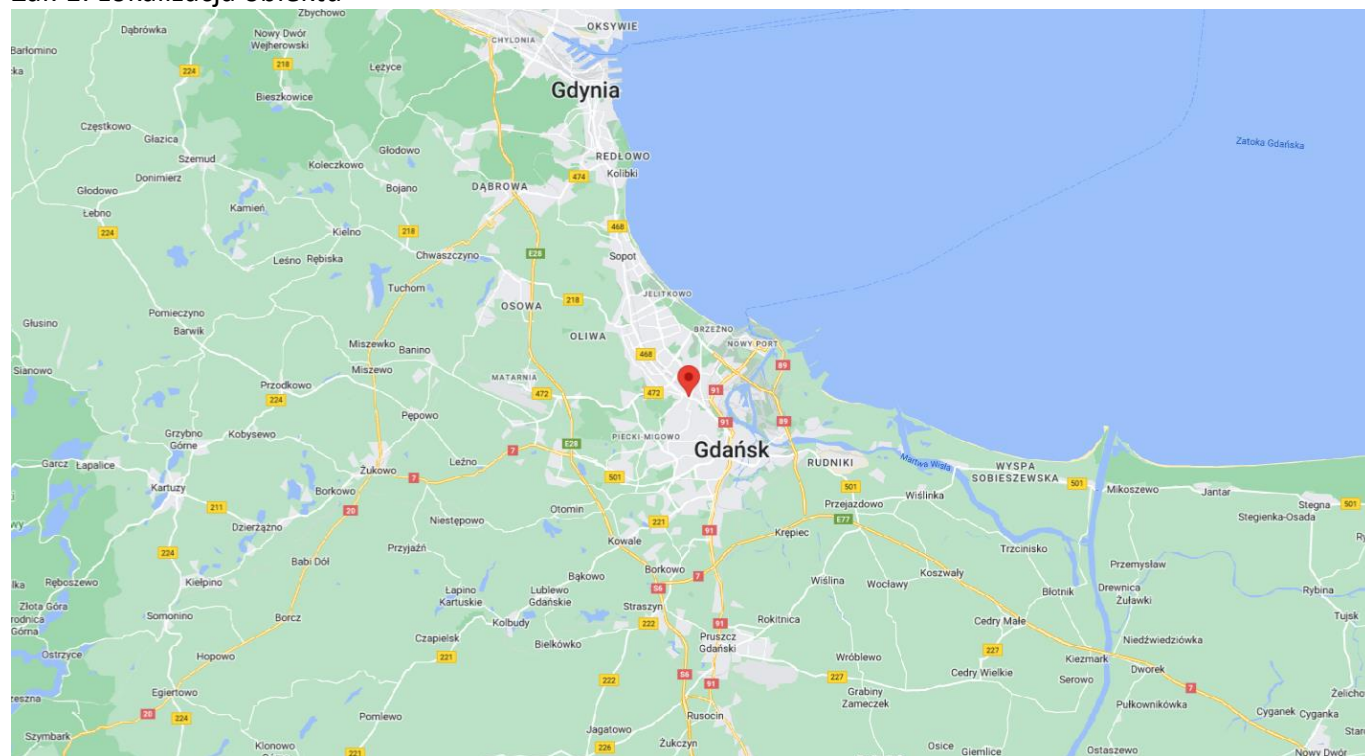 Zbychowo
OKSYWIE
Dąbrówka
Nowy Dwór
Wejherowski
CHYLONIA
Barłomino
224
218
Łężyce
Bieszkowice
Gdynia
Częstkowo
Głazica
Szemud
Koleczkowo
Głodowo
REDŁOWO
Zatoka Gdańska
Donimierz
Bojano
DĄBROWA
474
Kolibki
Głodowo
Kamień
Łebno
224
Kielno
218
468
Leśno
Rębiska
Chwaszczyno
E28
Sopot
Tuchom
JELITKOWO
OSOWA
218
Pomieczyno
Głusino
Barwik
OLIWA
BRZEŹNO
NOWY PORT
Miszewko
Banino
468
Sianowo
Miszewo
89
MATARNIA
Przodkowo
472
472
91
224
Pępowo
91
89
Grzybno
Górne
Kobysewo
PIECKI-MIGOWO
E28
Gdańsk
7
Garcz
Łapalice
Leźno
RUDNIKI
Martwa Wisła
WYSPA
SOBIESZEWSKA
Żukowo
7
501
501
501
Kartuzy
Borkowo
Wiślinka
Mikoszewo
Jantar
Stegna
501
211
20
Przejazdowo
Otomin
Dzierżążno
Niestępowo
221
E77
Stegienka-Osada
91
Krępiec
Kowale
Przyjaźń
Trzcinisko
224
Babi Dół
Borkowo
7
Przemysław
Bąkowo
Koszwały
Ręboszewo
Kiełpino
S6
Wiślina
Wocławy
Łapino
Kartuskie
Lublewo
Gdańskie
Błotnik
Drewnica
Żuławki
Rybina
Złota Góra
Somonino
Borcz
Straszyn
Kolbudy
222
91
Rokitnica
Cedry Małe
Tujsk
Czapielsk
Bielkówko
Pruszcz
Gdański
Niedźwiedziówka
Ostrzyce
Hopowo
221
227
Kiezmark
Wróblewo
S6
Dworek
222
227
Cedry Wielkie
Serowo
Egiertowo
91
Grabiny
Zameczek
7
Pułkownikówka
20
224
Pomlewo
Rusocin
Cyganek
Cyganka
Szymbark
Jagatowo
Klonowo
221
226
Żukczyn
Osice
Giemlice
Ostaszewo
Nowy Dwór